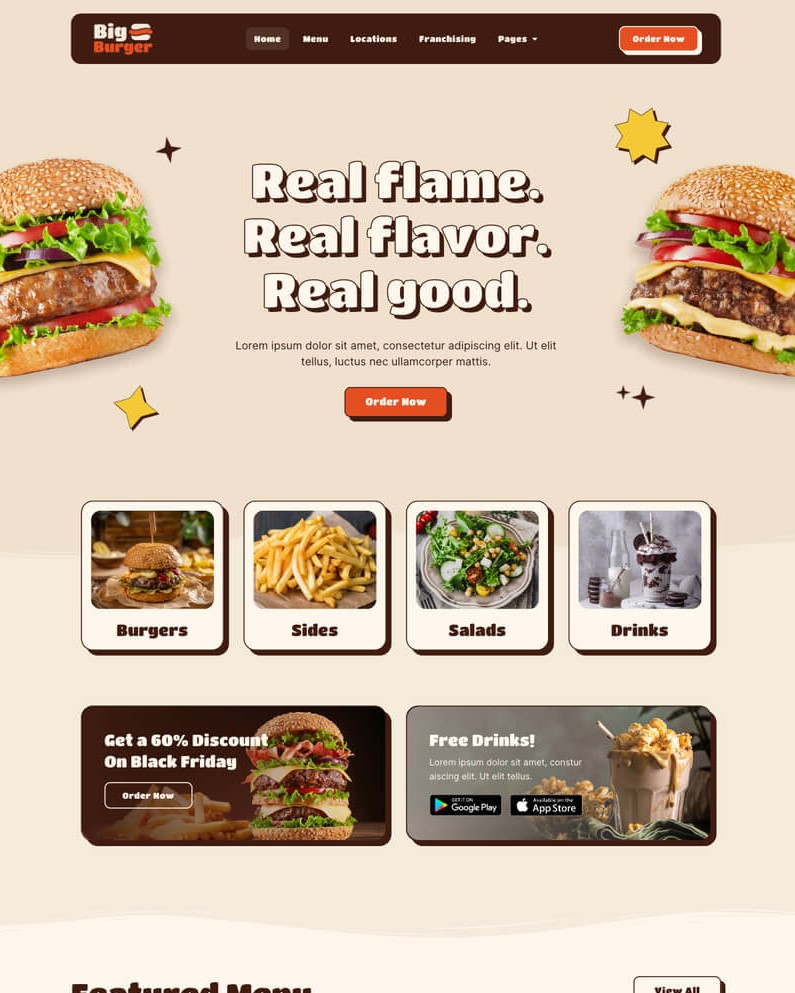 Big
Burger
Home
Menu
Locations
Franchising
Pages
Order Now
Real flame.
Real flavor.
Real good.
Lorem ipsum dolor sit amet, consectetur adipiscing elit. Ut elit
tellus, luctus nec ullamcorper mattis.
Order Now
Burgers
Sides
Salads
Drinks
Get a 60% Discount
On Black Friday
Order Now
Free Drinks!
Lorem ipsum dolor sit amet, constur
aiscing elit. Ut elit tellus.
GET IT ON
Google Play
Available on the
App Store
Featured Menu
View All